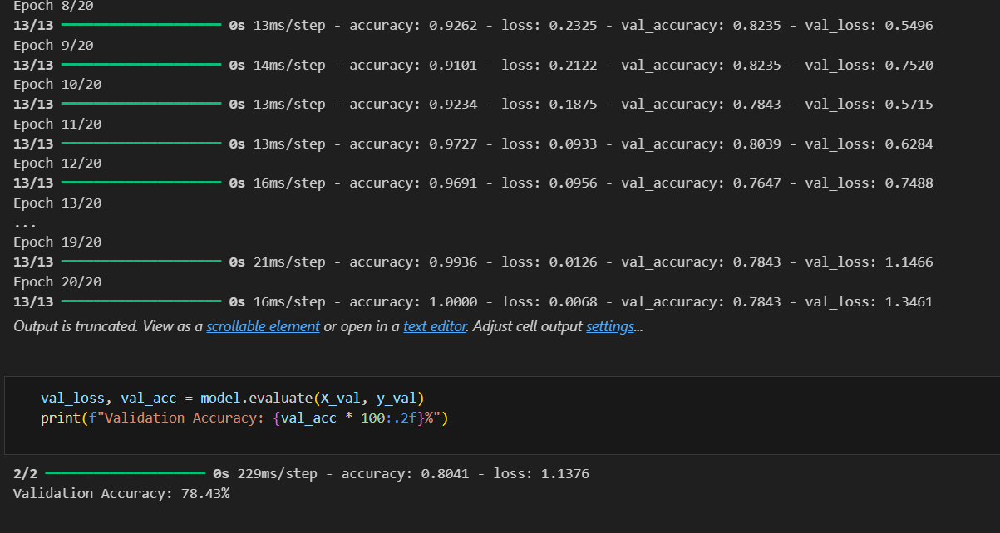 Epoch 8/20
13/13 ━━━━━━━━━━━━━━━━━━━━ 0s 13ms/step - accuracy: 0.9262 - loss: 0.2325 - val_accuracy: 0.8235 - val_loss: 0.5496
Epoch 9/20
13/13 ━━━━━━━━━━━━━━━━━━━━ 0s 14ms/step - accuracy: 0.9101 - loss: 0.2122 - val_accuracy: 0.8235 - val_loss: 0.7520
Epoch 10/20
13/13 ━━━━━━━━━━━━━━━━━━━━ 0s 13ms/step - accuracy: 0.9234 - loss: 0.1875 - val_accuracy: 0.7843 - val_loss: 0.5715
Epoch 11/20
13/13 ━━━━━━━━━━━━━━━━━━━━ 0s 13ms/step - accuracy: 0.9727 - loss: 0.0933 - val_accuracy: 0.8039 - val_loss: 0.6284
Epoch 12/20
13/13 ━━━━━━━━━━━━━━━━━━━━ 0s 16ms/step - accuracy: 0.9691 - loss: 0.0956 - val_accuracy: 0.7647 - val_loss: 0.7488
Epoch 13/20
...
Epoch 19/20
13/13 ━━━━━━━━━━━━━━━━━━━━ 0s 21ms/step - accuracy: 0.9936 - loss: 0.0126 - val_accuracy: 0.7843 - val_loss: 1.1466
Epoch 20/20
13/13 ━━━━━━━━━━━━━━━━━━━━ 0s 16ms/step - accuracy: 1.0000 - loss: 0.0068 - val_accuracy: 0.7843 - val_loss: 1.3461
Output is truncated. View as a scrollable element or open in a text editor. Adjust cell output settings...
val_loss, val_acc = model.evaluate(X_val, y_val)
print(f"Validation Accuracy: {val_acc * 100:.2f}%")
2/2 ━━━━━━━━━━━━━━━━━━━━ 0s 229ms/step - accuracy: 0.8041 - loss: 1.1376
Validation Accuracy: 78.43%